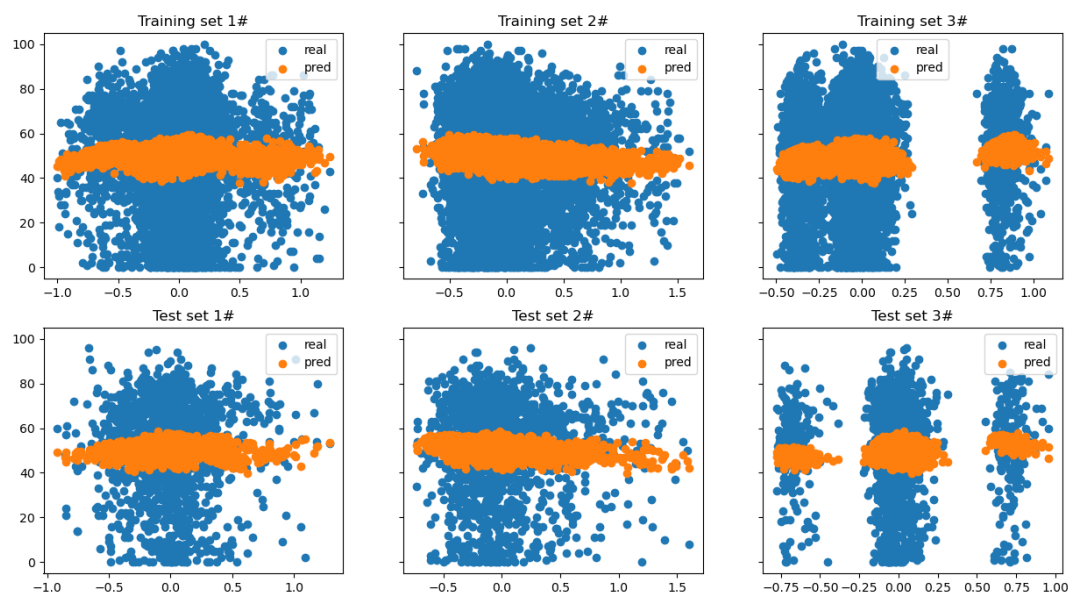 Training set 1# Training set 2# Training set 3#
100
80
60
40
20
0
real
pred
real
pred
real
pred
−1.0 −0.5 0.0 0.5 1.0
−0.5 0.0 0.5 1.0 1.5
−0.50 −0.25 0.00 0.25 0.50 0.75 1.00
Test set 1# Test set 2# Test set 3#
100
80
60
40
20
0
real
pred
real
pred
real
pred
−1.0 −0.5 0.0 0.5 1.0
−0.5 0.0 0.5 1.0 1.5
−0.75 −0.50 −0.25 0.00 0.25 0.50 0.75 1.00